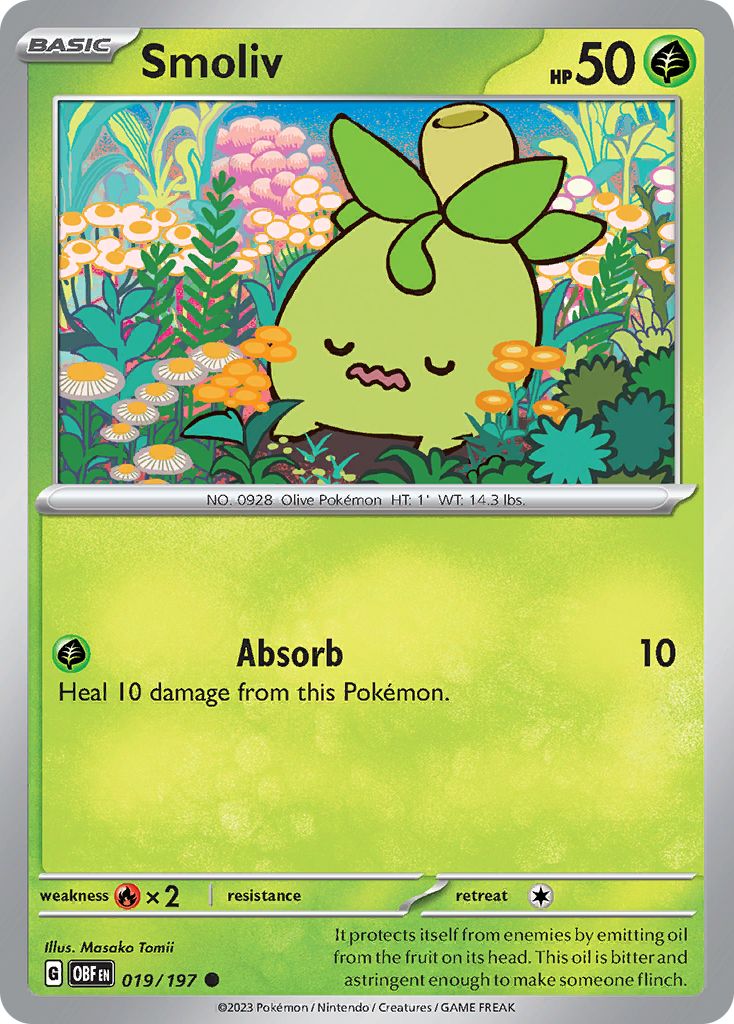 BASIC Smoliv HP 50
NO. 0928 Olive Pokémon HT: 1' WT: 14.3 lbs.
Absorb 10
Heal 10 damage from this Pokémon.
weakness ×2 resistance retreat
Illus. Masako Tomii
G OBF EN 019/197
It protects itself from enemies by emitting oil
from the fruit on its head. This oil is bitter and
astringent enough to make someone flinch.
©2023 Pokémon / Nintendo / Creatures / GAME FREAK